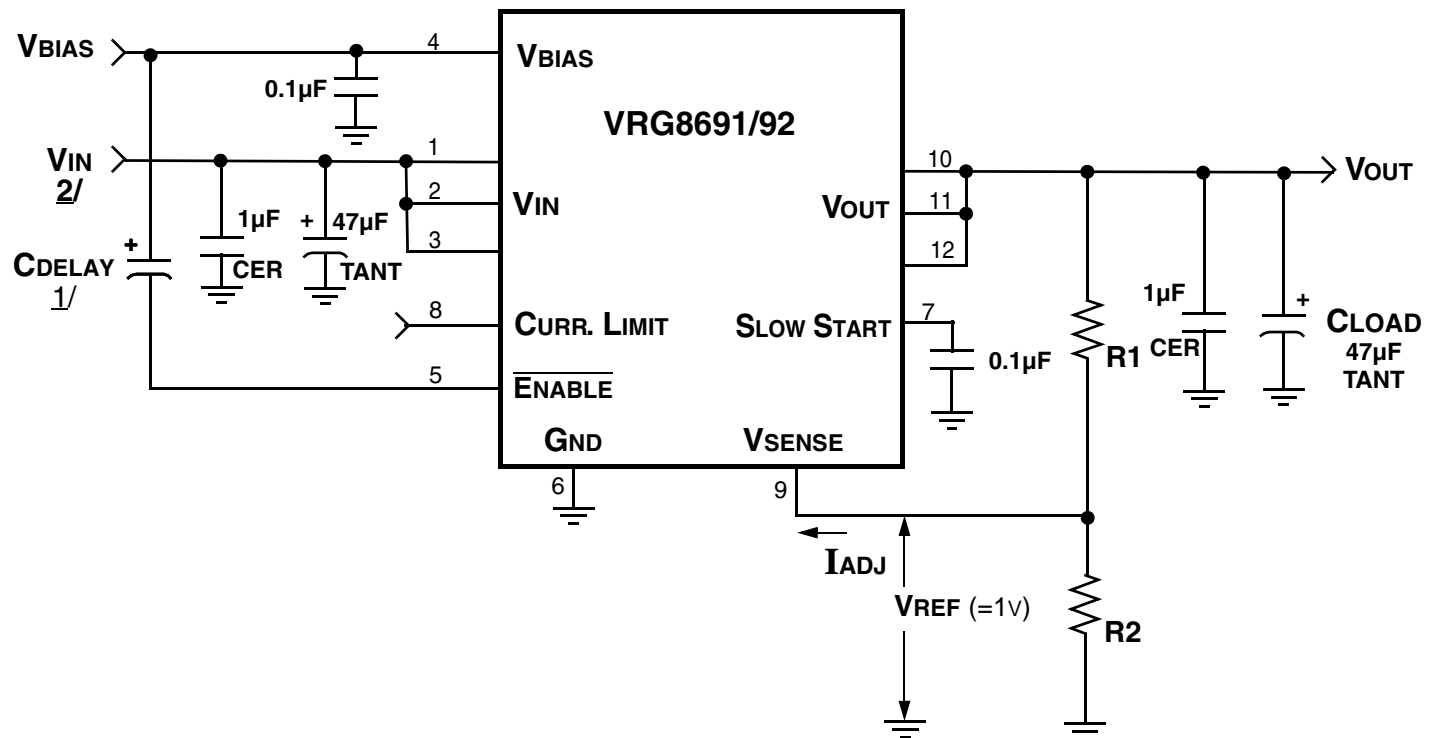 VBIAS
4
VBIAS
0.1µF
VRG8691/92
VIN
2/
1
2
3
VIN
1µF
CER
+
47µF
TANT
+
CDELAY
1/
8
CURR. LIMIT
5
ENABLE
GND
6
VSENSE
9
10
VOUT
11
12
VOUT
SLOW START
7
0.1µF
R1
1µF
CER
+
CLOAD
47µF
TANT
IADJ
VREF (=1V)
R2